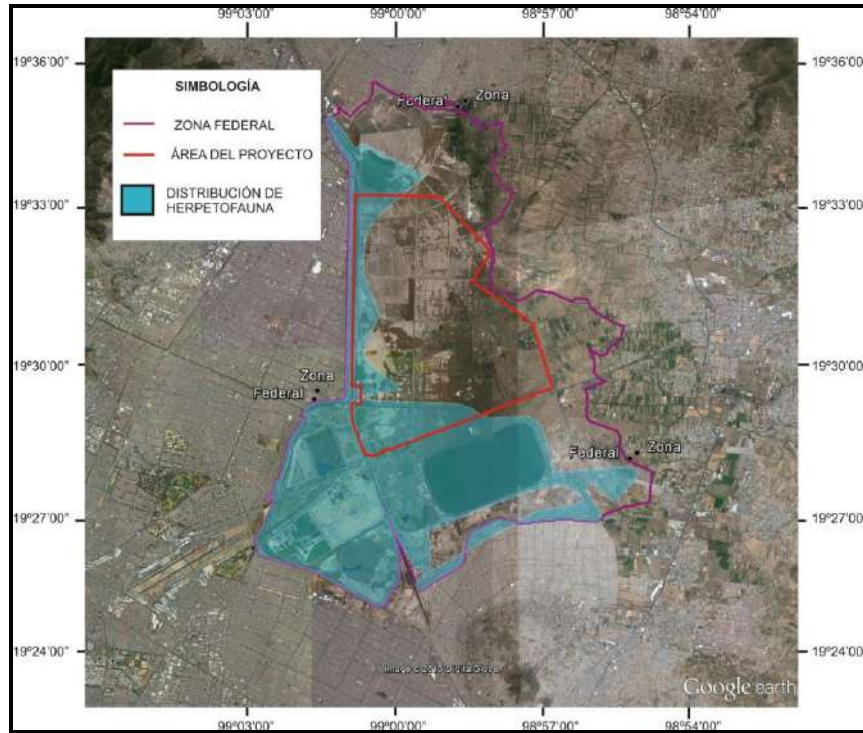 99°03'00" 99°00'00" 98°57'00" 98°54'00"
19°36'00" 19°36'00"
SIMBOLOGÍA
ZONA FEDERAL
ÁREA DEL PROYECTO
DISTRIBUCIÓN DE
HERPETOFAUNA
Federal Zona
19°33'00" 19°33'00"
19°30'00" 19°30'00"
Zona
Federal
Federal Zona
19°27'00" 19°27'00"
19°24'00" 19°24'00"
Image © 2013 DigitalGlobe
Google earth
99°03'00" 99°00'00" 98°57'00" 98°54'00"